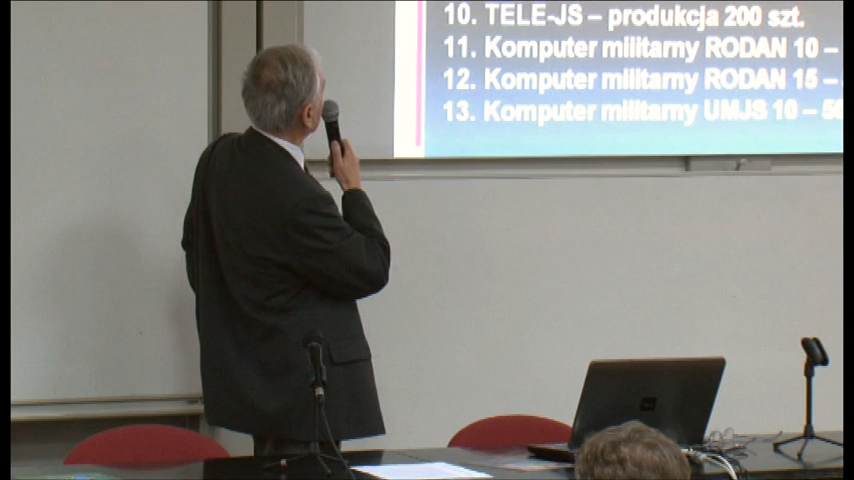 10. TELE-JS – produkcja 200 szt.
11. Komputer militarny RODAN 10 –
12. Komputer militarny RODAN 15 –
13. Komputer militarny UMJS 10 –